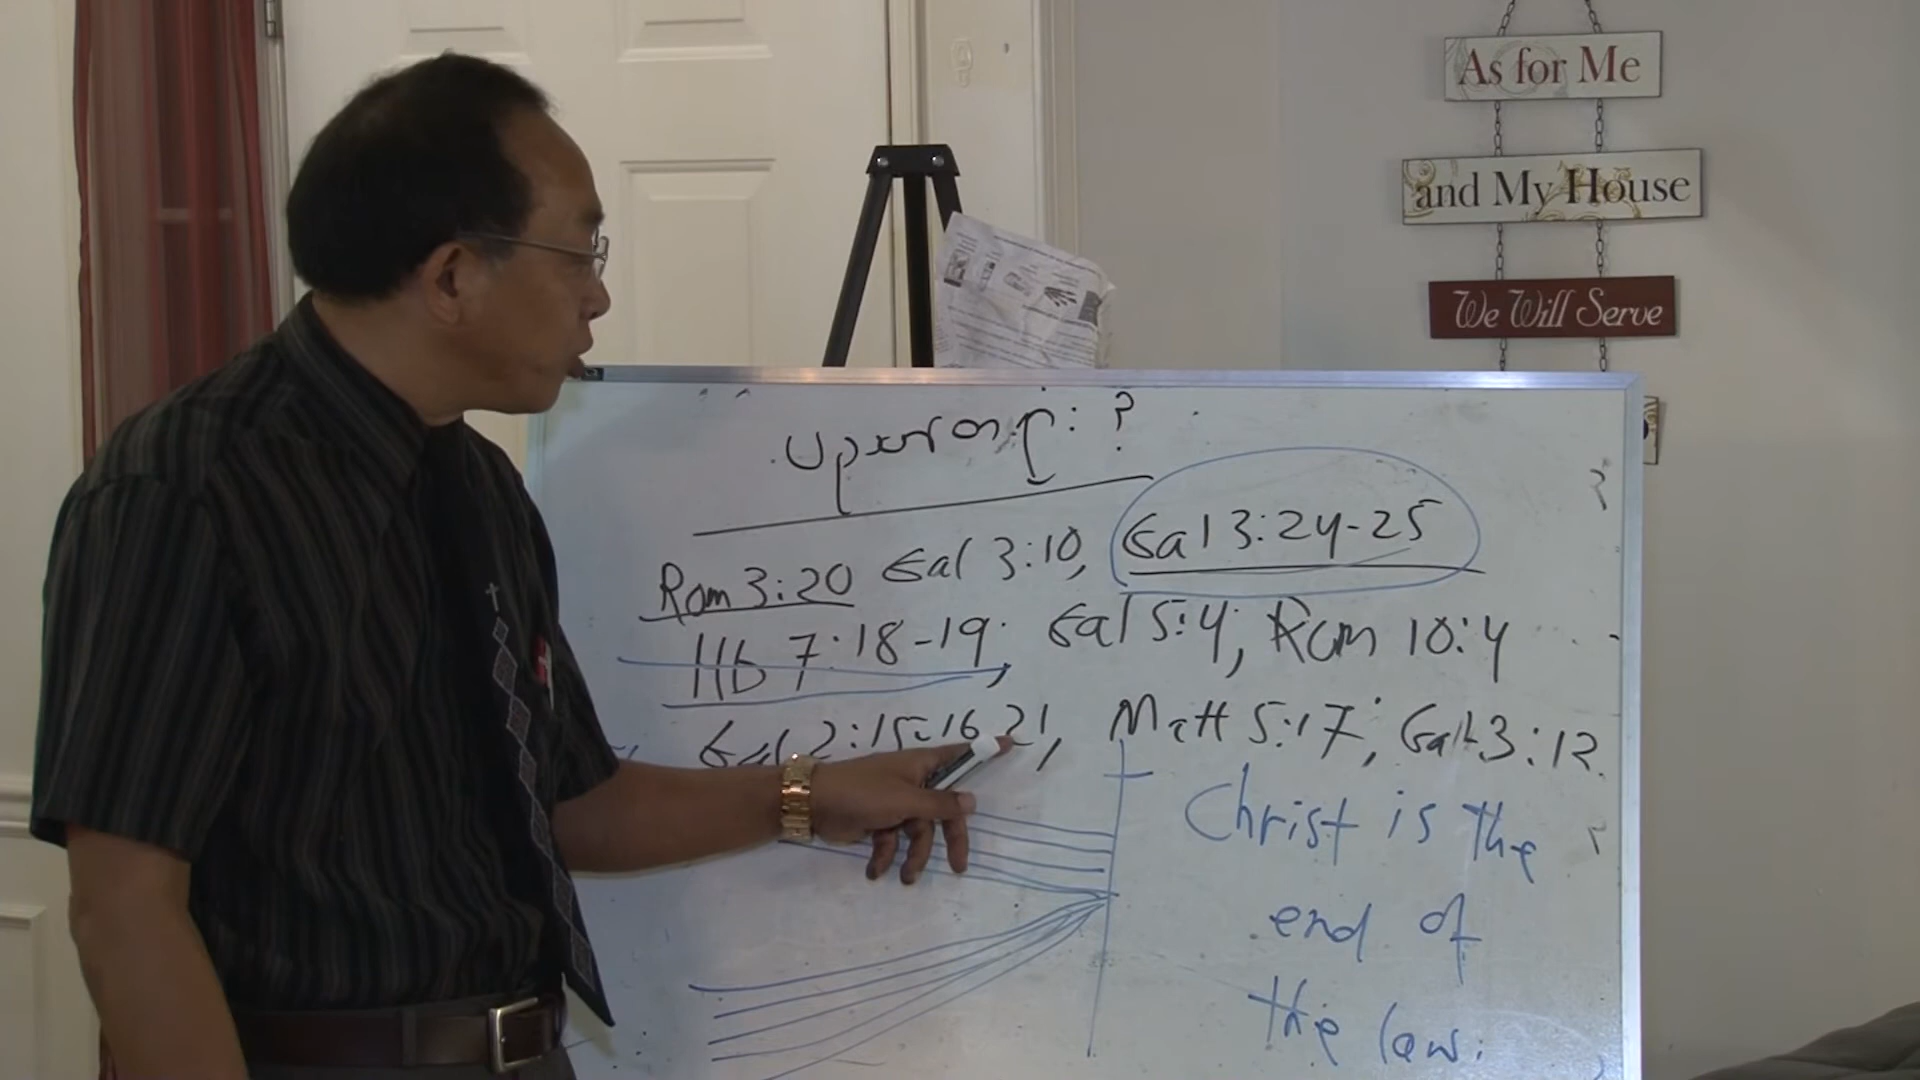 As for Me
and My House
We Will Serve
?
Rom 3:20 Gal 3:10, Gal 3:24-25
Hb 7:18-19; Gal 5:4, Rom 10:4
Gal 2:15-16,21, Matt 5:17; Gal 3:12
Christ is the
end of
the law.